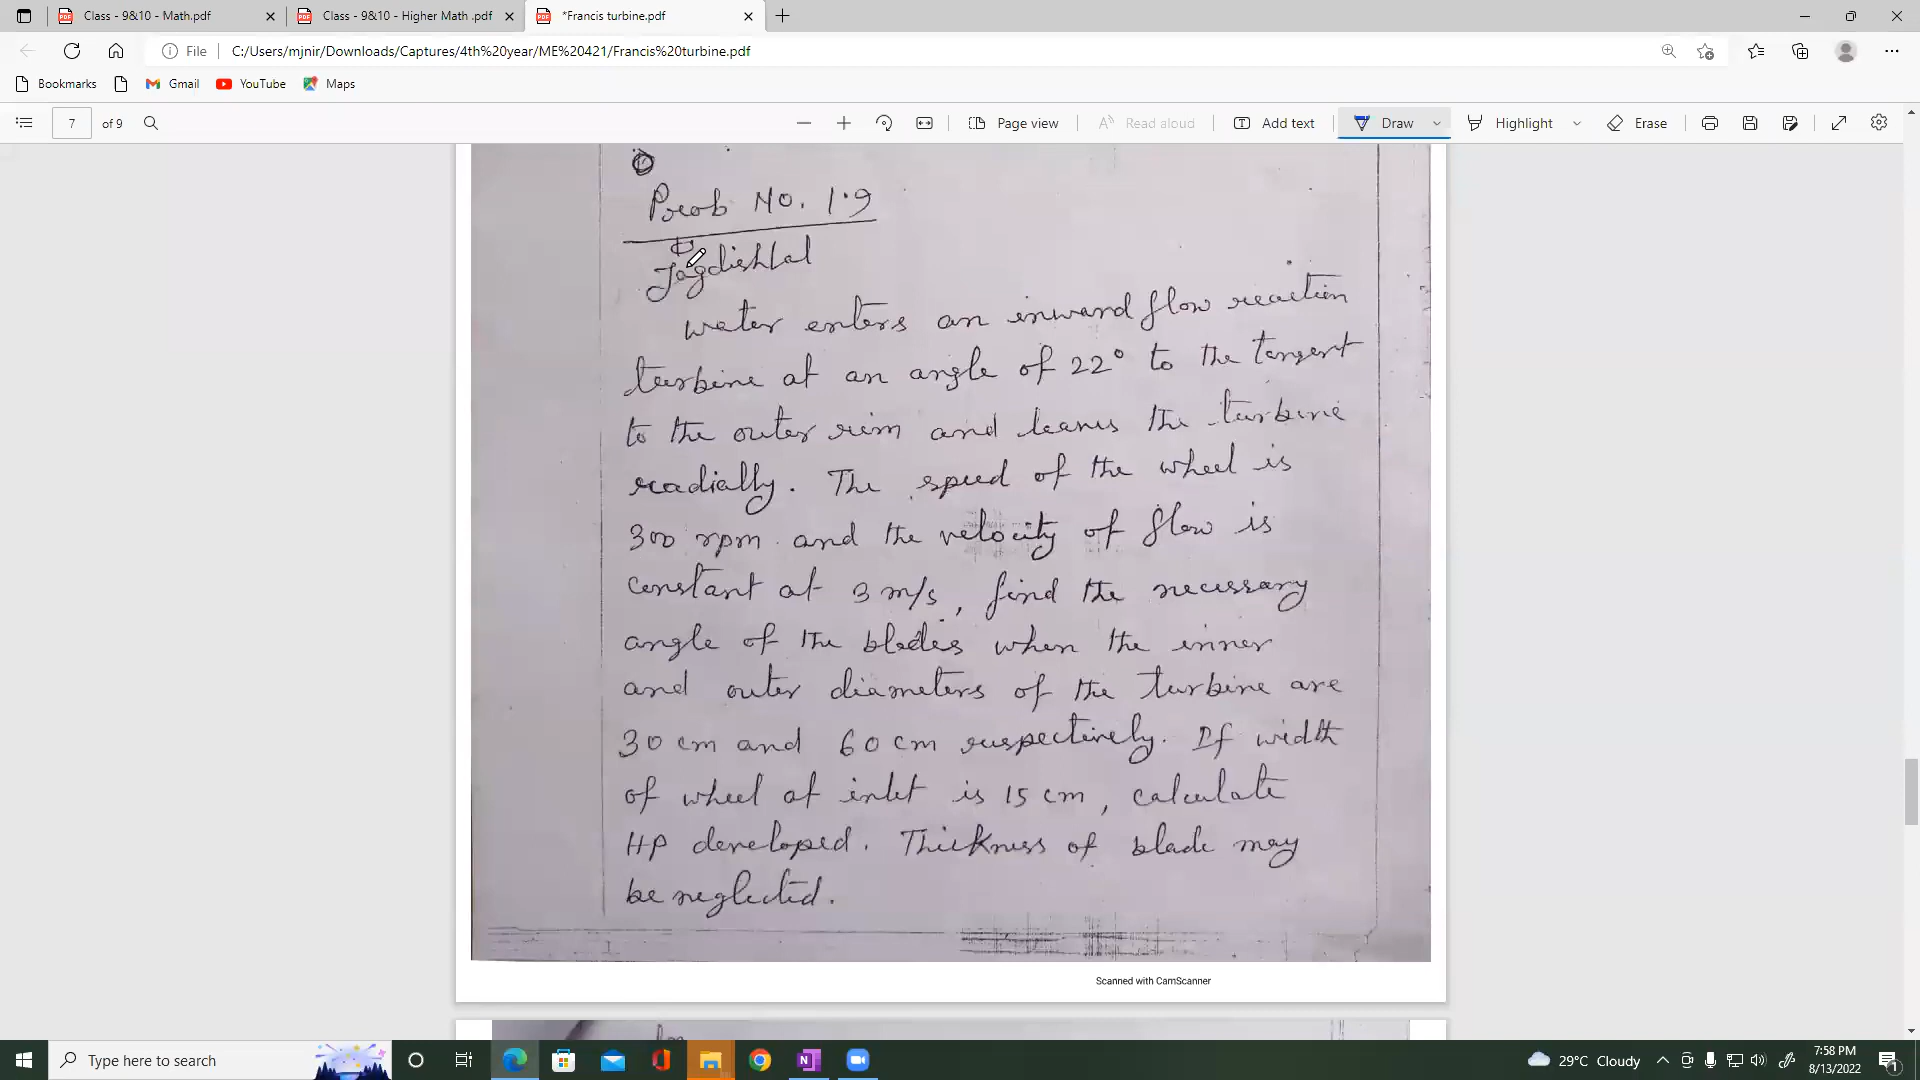 Class - 9&10 - Math.pdf
Class - 9&10 - Higher Math .pdf
*Francis turbine.pdf
File
C:/Users/mjnir/Downloads/Captures/4th%20year/ME%20421/Francis%20turbine.pdf
Bookmarks
Gmail
YouTube
Maps
7 of 9
Page view
Read aloud
Add text
Draw
Highlight
Erase
Prob No. 1.9
Jagdishlal
water enters an inward flow reaction
turbine at an angle of 22° to the tangent
to the outer rim and leaves the turbine
radially. The speed of the wheel is
300 rpm and the velocity of flow is
constant at 3 m/s, find the necessary
angle of the blades when the inner
and outer diameters of the turbine are
30 cm and 60 cm respectively. If width
of wheel at inlet is 15 cm, calculate
HP developed. Thickness of blade may
be neglected.
Scanned with CamScanner
Type here to search
29°C Cloudy
7:58 PM
8/13/2022
1